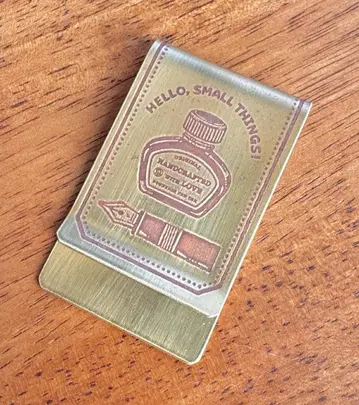 HELLO, SMALL THINGS!
ORIGINAL
HANDCRAFTED
WITH LOVE